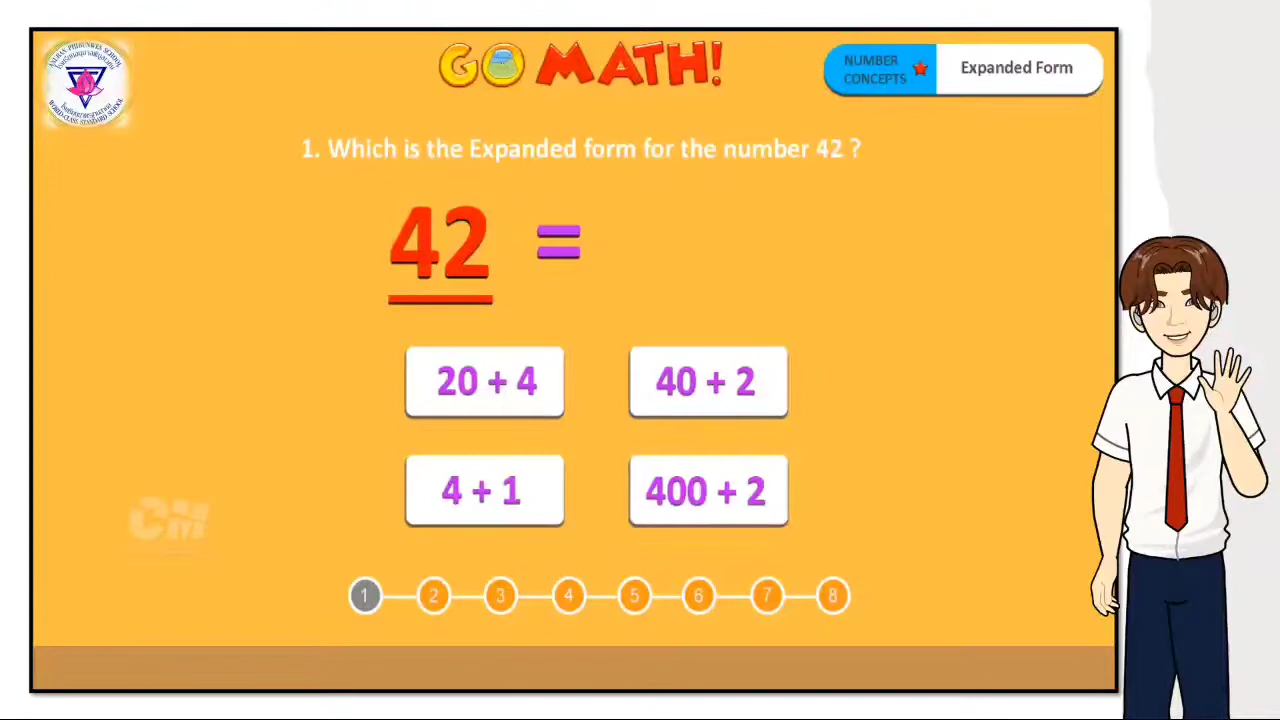 GO MATH!
NUMBER
CONCEPTS
Expanded Form
1. Which is the Expanded form for the number 42 ?
42 =
20 + 4
40 + 2
4 + 1
400 + 2
1 2 3 4 5 6 7 8